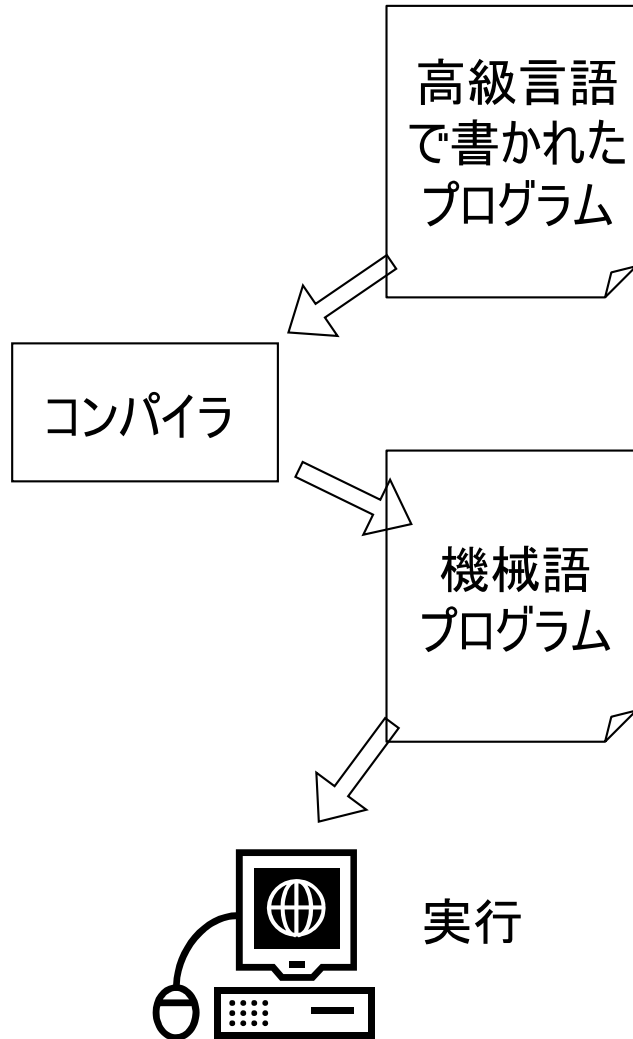 高級言語
で書かれた
プログラム
コンパイラ
機械語
プログラム
実行